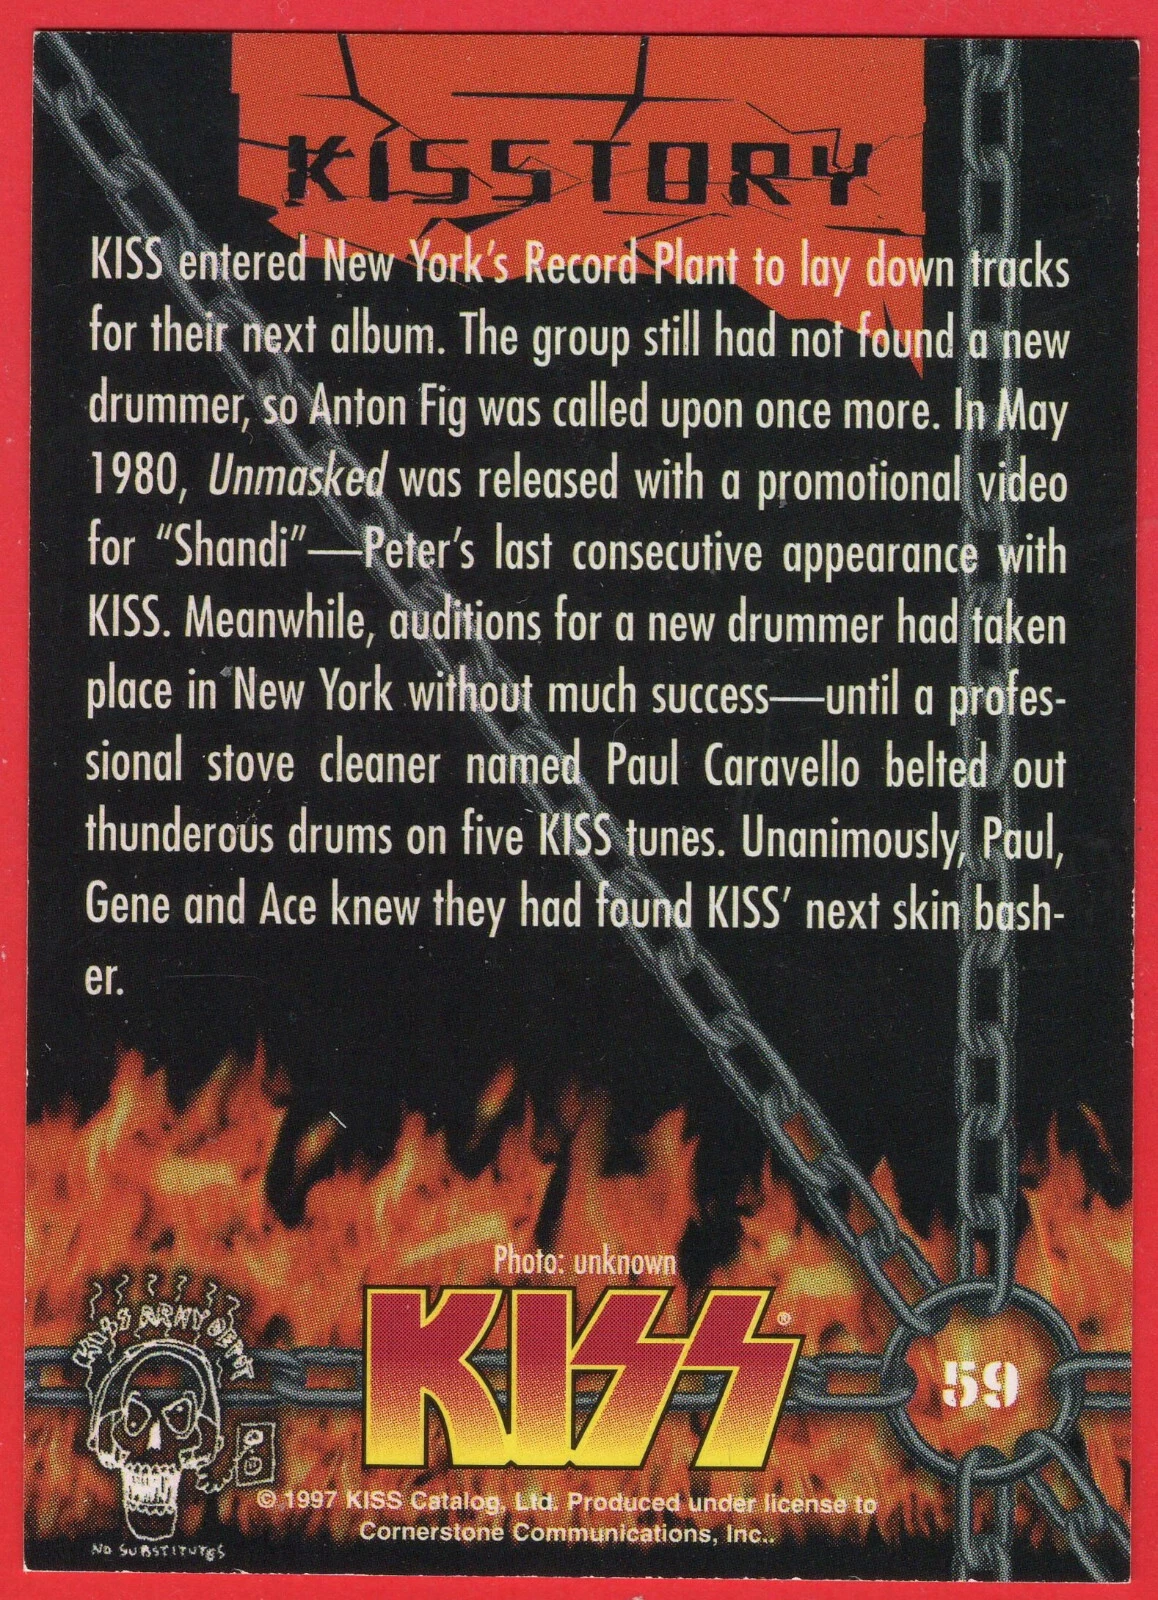 KISSTORY
KISS entered New York's Record Plant to lay down tracks
for their next album. The group still had not found a new
drummer, so Anton Fig was called upon once more. In May
1980, Unmasked was released with a promotional video
for “Shandi”—Peter's last consecutive appearance with
KISS. Meanwhile, auditions for a new drummer had taken
place in New York without much success—until a profes-
sional stove cleaner named Paul Caravello belted out
thunderous drums on five KISS tunes. Unanimously, Paul,
Gene and Ace knew they had found KISS' next skin bash-
er.
Photo: unknown
KISS®
59
KISS ARMY DEPT
NO SUBSTITUTES
© 1997 KISS Catalog, Ltd. Produced under license to
Cornerstone Communications, Inc..